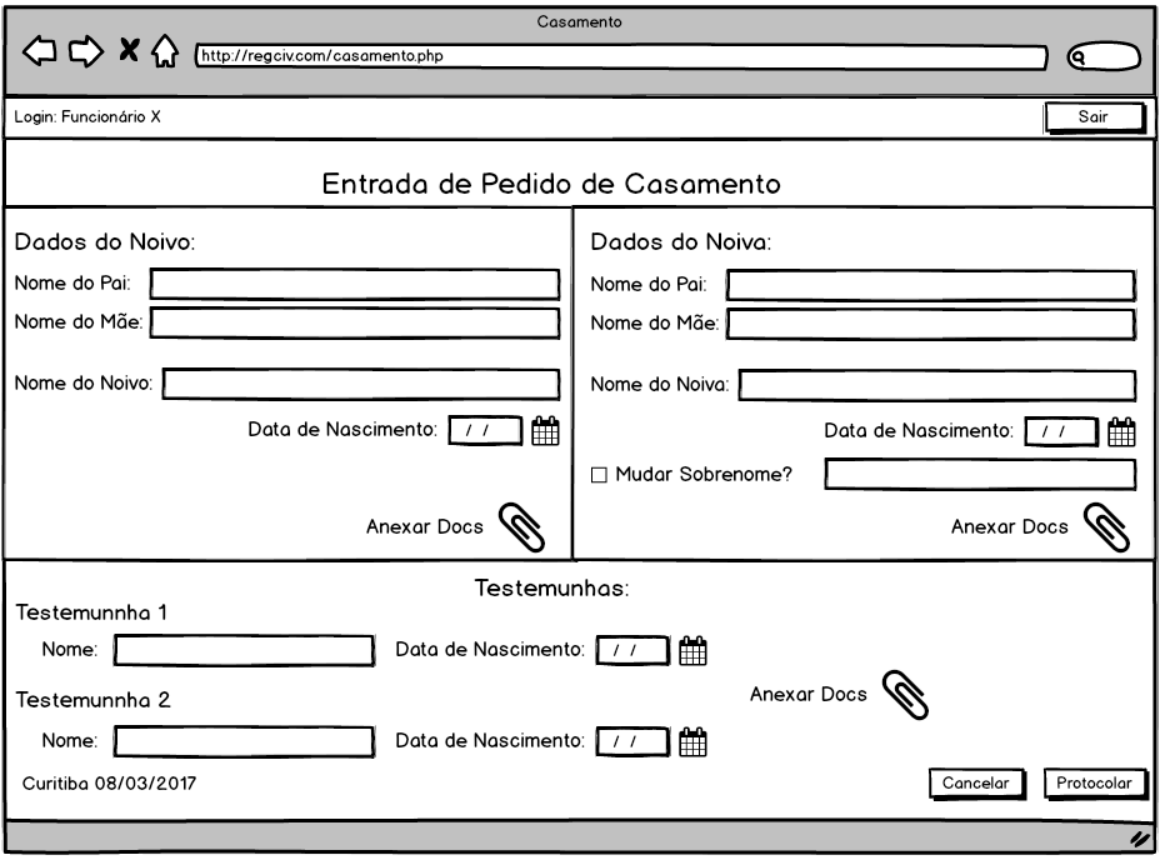 Casamento
http://regciv.com/casamento.php
Login: Funcionário X
Sair
Entrada de Pedido de Casamento
Dados do Noivo:
Nome do Pai:
Nome do Mãe:
Nome do Noivo:
Data de Nascimento: / /
Anexar Docs
Dados do Noiva:
Nome do Pai:
Nome do Mãe:
Nome do Noiva:
Data de Nascimento: / /
Mudar Sobrenome?
Anexar Docs
Testemunhas:
Testemunnha 1
Nome: Data de Nascimento: / /
Testemunnha 2
Nome: Data de Nascimento: / /
Anexar Docs
Curitiba 08/03/2017
Cancelar
Protocolar